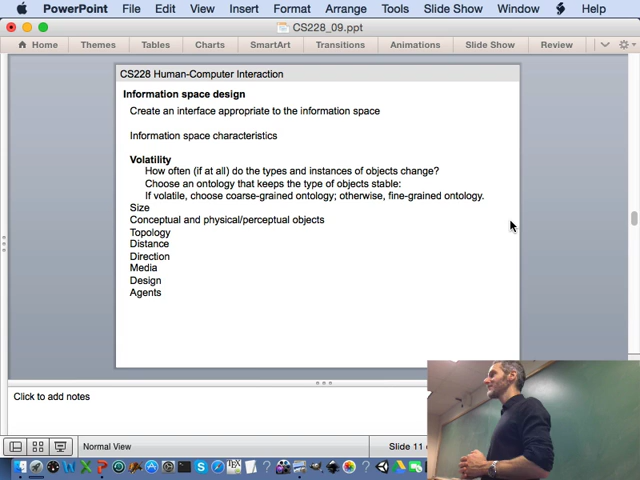 PowerPoint File Edit View Insert Format Arrange Tools Slide Show Window Help
CS228_09.ppt
Home Themes Tables Charts SmartArt Transitions Animations Slide Show Review
CS228 Human-Computer Interaction
Information space design
Create an interface appropriate to the information space
Information space characteristics
Volatility
How often (if at all) do the types and instances of objects change?
Choose an ontology that keeps the type of objects stable:
If volatile, choose coarse-grained ontology; otherwise, fine-grained ontology.
Size
Conceptual and physical/perceptual objects
Topology
Distance
Direction
Media
Design
Agents
Click to add notes
Normal View
Slide 11